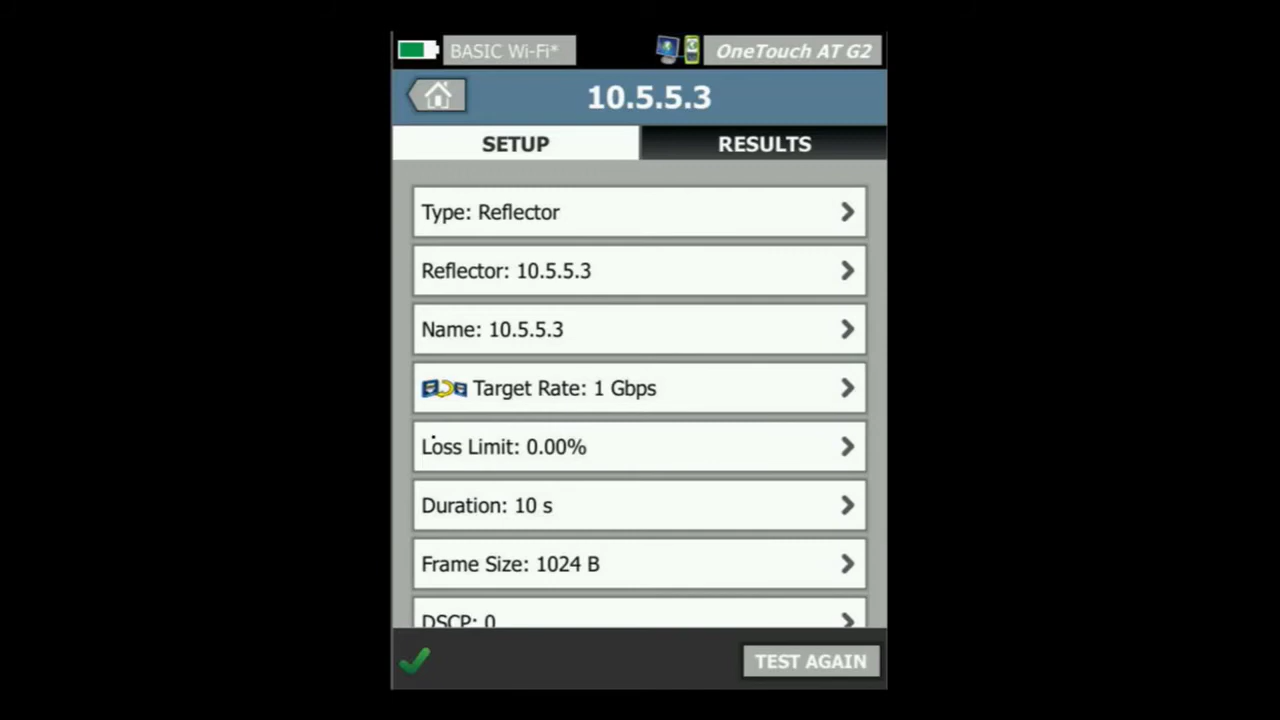 BASIC Wi-Fi*
OneTouch AT G2
10.5.5.3
SETUP
RESULTS
Type: Reflector
Reflector: 10.5.5.3
Name: 10.5.5.3
Target Rate: 1 Gbps
Loss Limit: 0.00%
Duration: 10 s
Frame Size: 1024 B
DSCP: 0
TEST AGAIN